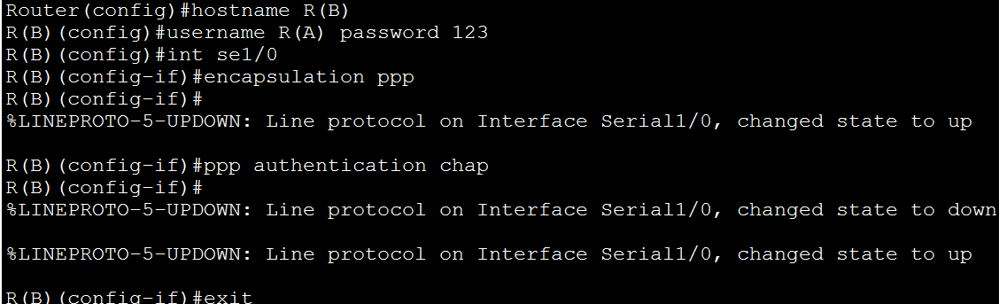 Router(config)#hostname R(B)
R(B)(config)#username R(A) password 123
R(B)(config)#int se1/0
R(B)(config-if)#encapsulation ppp
R(B)(config-if)#
%LINEPROTO-5-UPDOWN: Line protocol on Interface Serial1/0, changed state to up
R(B)(config-if)#ppp authentication chap
R(B)(config-if)#
%LINEPROTO-5-UPDOWN: Line protocol on Interface Serial1/0, changed state to down
%LINEPROTO-5-UPDOWN: Line protocol on Interface Serial1/0, changed state to up
R(B)(config-if)#exit